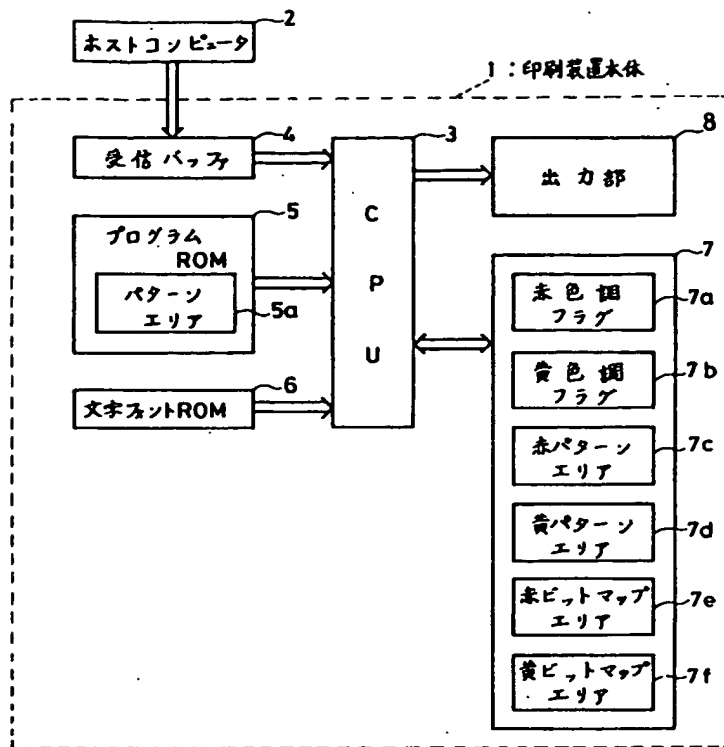 2
ホストコンピュータ
1:印刷装置本体
4
受信バッファ
3
C
P
U
8
出力部
5
プログラム
ROM
パターン
エリア
5a
6
文字フォントROM
7
赤色調
フラグ
7a
黄色調
フラグ
7b
赤パターン
エリア
7c
黄パターン
エリア
7d
赤ビットマップ
エリア
7e
黄ビットマップ
エリア
7f